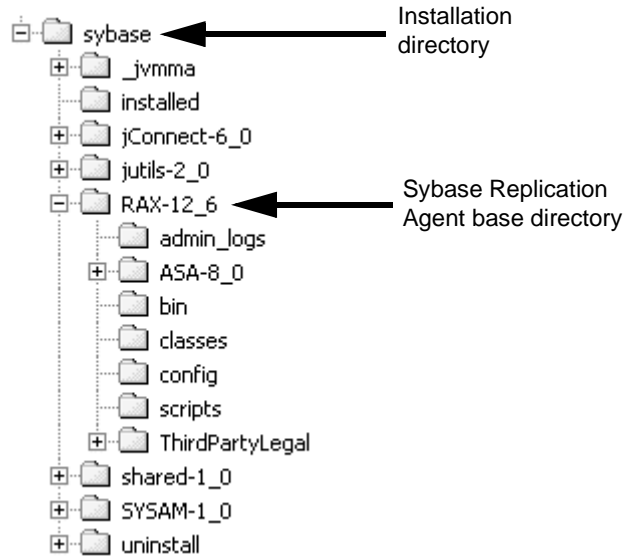 sybase
Installation
directory
_jvmma
installed
jConnect-6_0
jutils-2_0
RAX-12_6
Sybase Replication
Agent base directory
admin_logs
ASA-8_0
bin
classes
config
scripts
ThirdPartyLegal
shared-1_0
SYSAM-1_0
uninstall